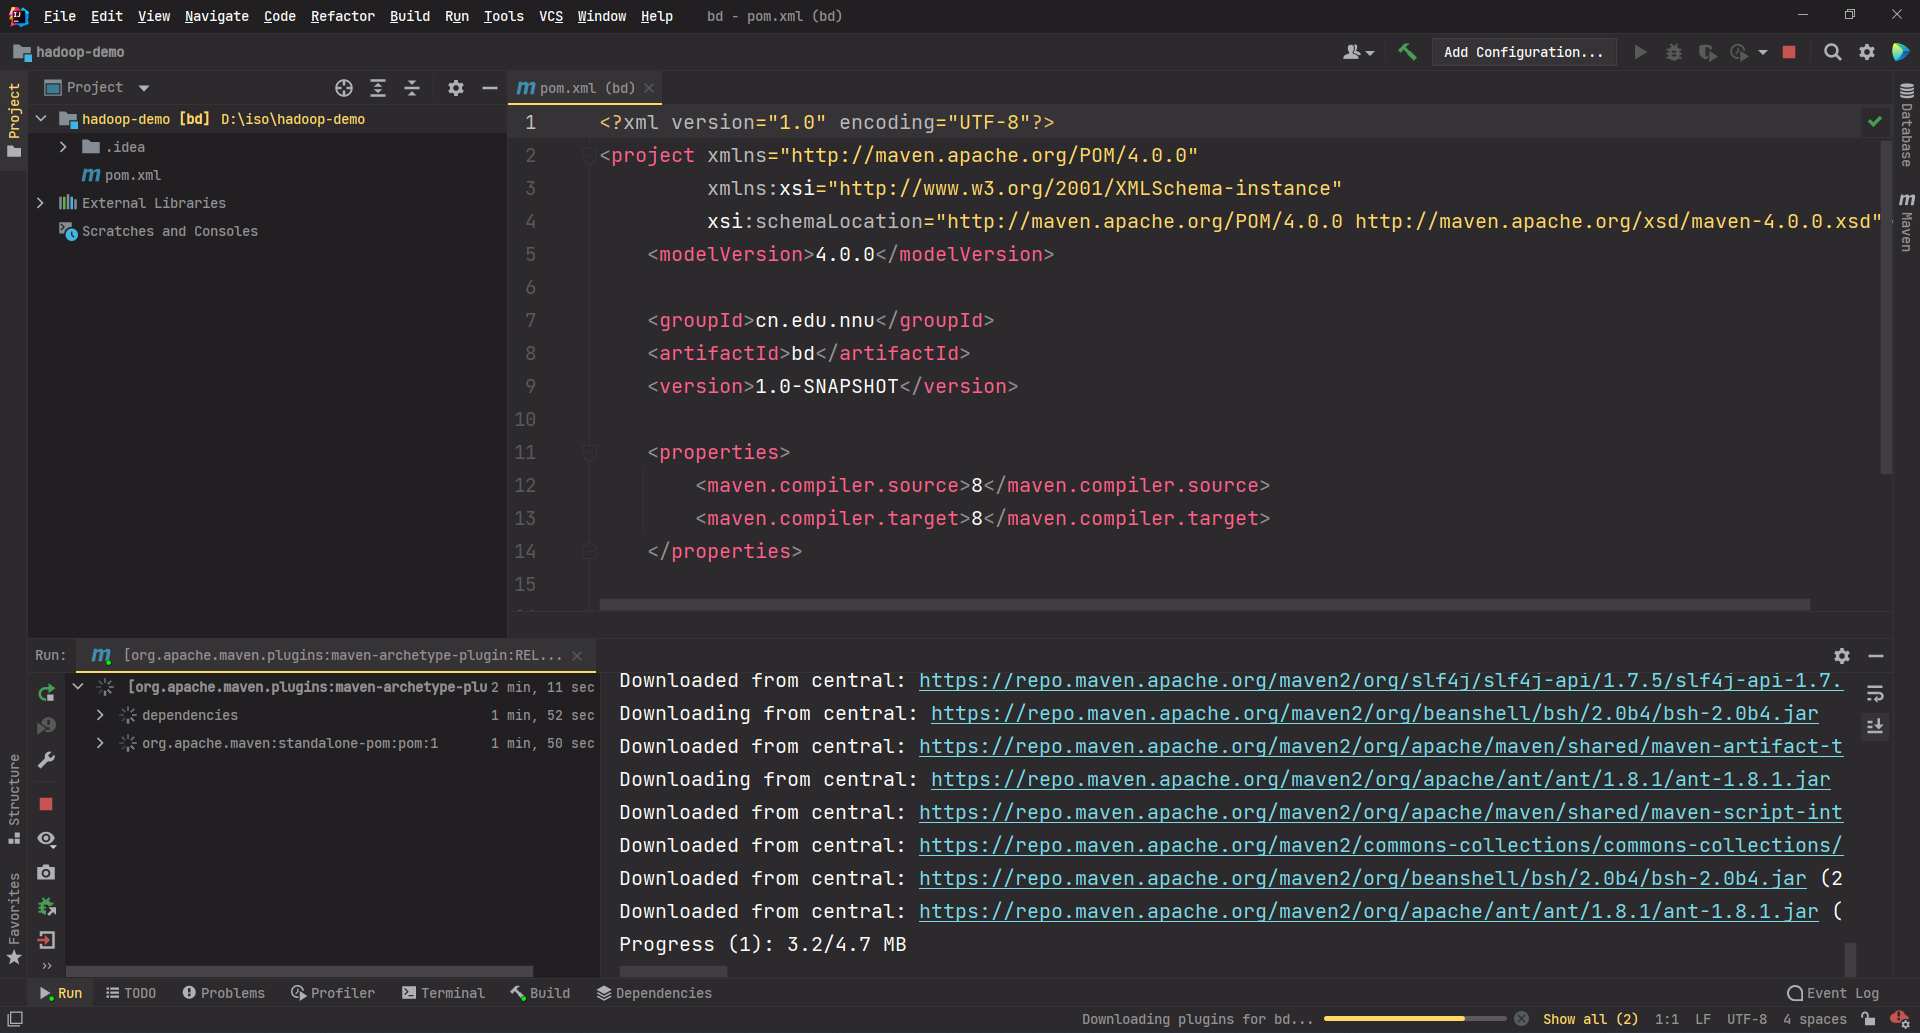 File Edit View Navigate Code Refactor Build Run Tools VCS Window Help bd - pom.xml (bd)
hadoop-demo
Add Configuration...
Project
Project
pom.xml (bd)
Database
Maven
hadoop-demo [bd] D:\iso\hadoop-demo
.idea
pom.xml
External Libraries
Scratches and Consoles
1 <?xml version="1.0" encoding="UTF-8"?>
2 <project xmlns="http://maven.apache.org/POM/4.0.0"
3 xmlns:xsi="http://www.w3.org/2001/XMLSchema-instance"
4 xsi:schemaLocation="http://maven.apache.org/POM/4.0.0 http://maven.apache.org/xsd/maven-4.0.0.xsd"
5 <modelVersion>4.0.0</modelVersion>
6
7 <groupId>cn.edu.nnu</groupId>
8 <artifactId>bd</artifactId>
9 <version>1.0-SNAPSHOT</version>
10
11 <properties>
12 <maven.compiler.source>8</maven.compiler.source>
13 <maven.compiler.target>8</maven.compiler.target>
14 </properties>
15
Run: [org.apache.maven.plugins:maven-archetype-plugin:REL...
[org.apache.maven.plugins:maven-archetype-plu 2 min, 11 sec
dependencies 1 min, 52 sec
org.apache.maven:standalone-pom:pom:1 1 min, 50 sec
Downloaded from central: https://repo.maven.apache.org/maven2/org/slf4j/slf4j-api/1.7.5/slf4j-api-1.7.
Downloading from central: https://repo.maven.apache.org/maven2/org/beanshell/bsh/2.0b4/bsh-2.0b4.jar
Downloaded from central: https://repo.maven.apache.org/maven2/org/apache/maven/shared/maven-artifact-t
Downloading from central: https://repo.maven.apache.org/maven2/org/apache/ant/ant/1.8.1/ant-1.8.1.jar
Downloaded from central: https://repo.maven.apache.org/maven2/org/apache/maven/shared/maven-script-int
Downloaded from central: https://repo.maven.apache.org/maven2/commons-collections/commons-collections/
Downloaded from central: https://repo.maven.apache.org/maven2/org/beanshell/bsh/2.0b4/bsh-2.0b4.jar (2
Downloaded from central: https://repo.maven.apache.org/maven2/org/apache/ant/ant/1.8.1/ant-1.8.1.jar (
Progress (1): 3.2/4.7 MB
Structure
Favorites
Run TODO Problems Profiler Terminal Build Dependencies Event Log
Downloading plugins for bd... Show all (2) 1:1 LF UTF-8 4 spaces